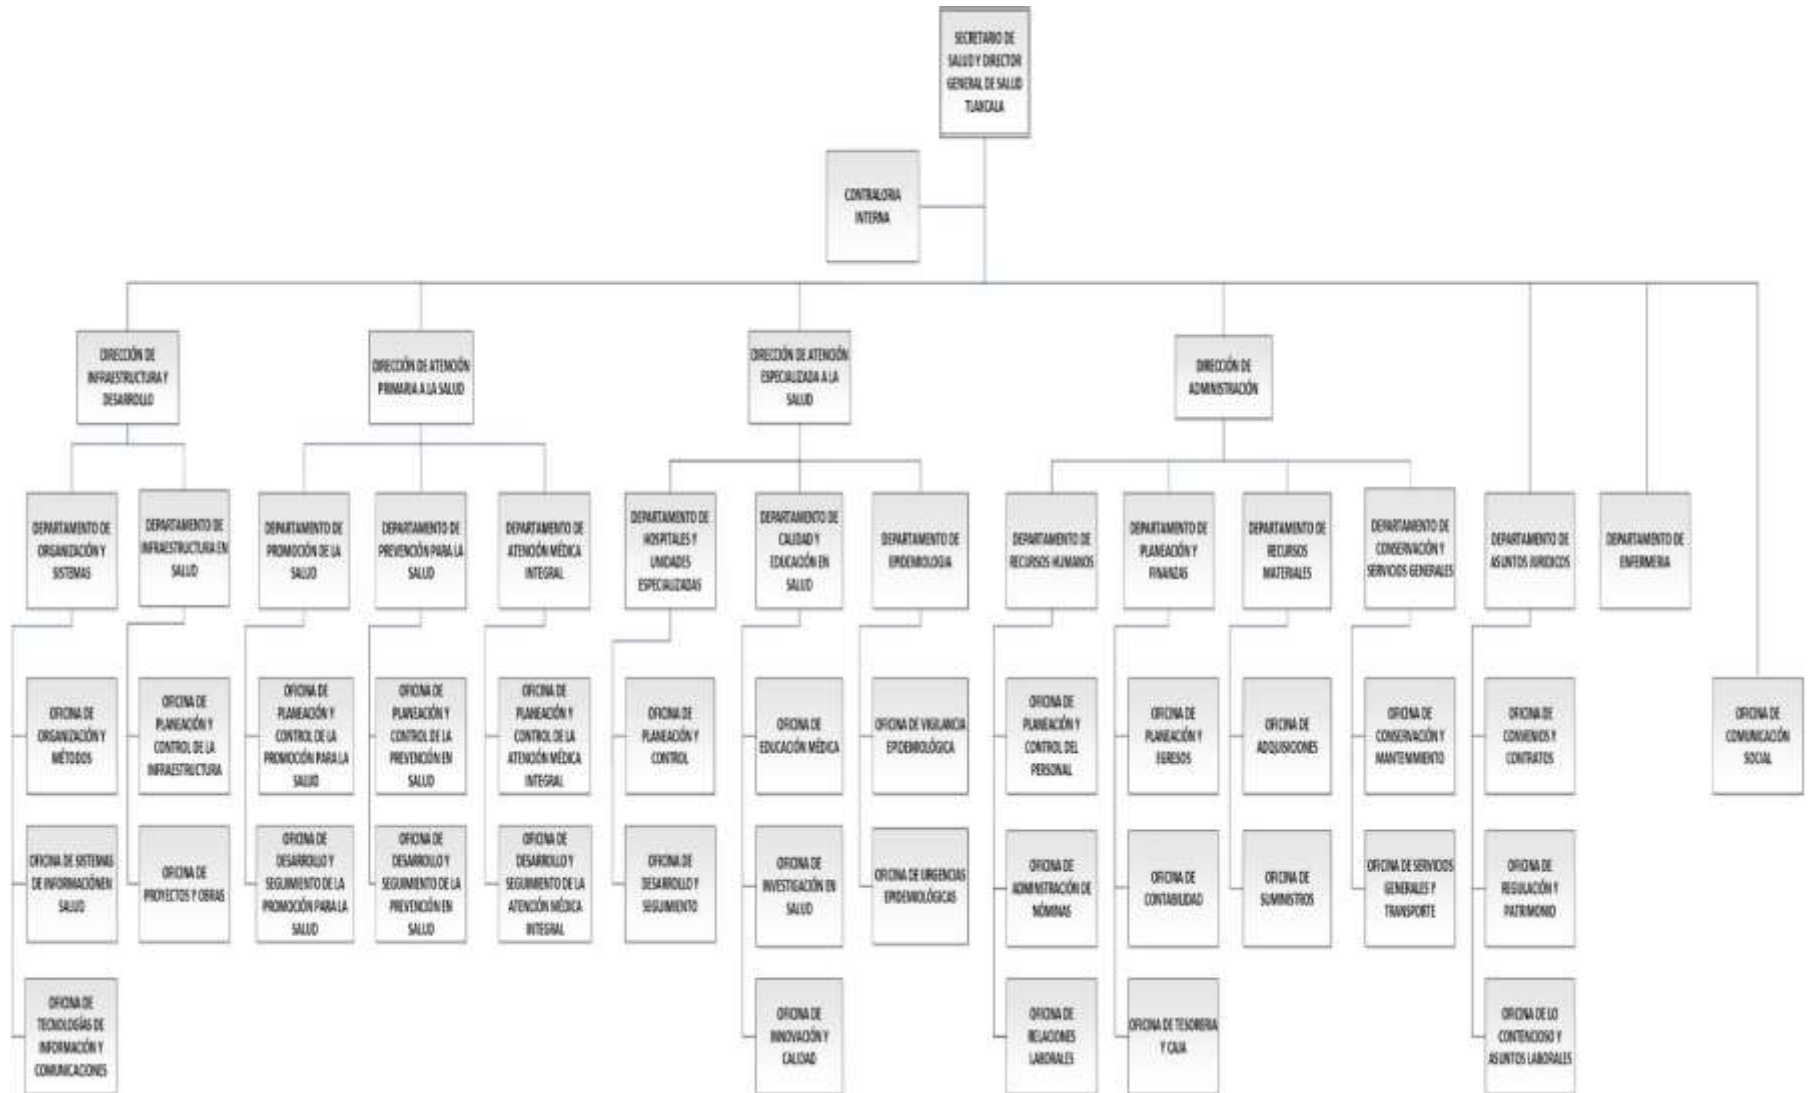 SECRETARIO DE
SALUD Y DIRECTOR
GENERAL DE SALUD
TLAXCALA
CONTRALORIA
INTERNA
DIRECCIÓN DE
INFRAESTRUCTURA Y
DESARROLLO
DIRECCIÓN DE ATENCIÓN
PRIMARIA A LA SALUD
DIRECCIÓN DE ATENCIÓN
ESPECIALIZADA A LA
SALUD
DIRECCIÓN DE
ADMINISTRACIÓN
DEPARTAMENTO DE
ORGANIZACIÓN Y
SISTEMAS
DEPARTAMENTO DE
INFRAESTRUCTURA EN
SALUD
DEPARTAMENTO DE
PROMOCIÓN DE LA
SALUD
DEPARTAMENTO DE
PREVENCIÓN PARA LA
SALUD
DEPARTAMENTO DE
ATENCIÓN MÉDICA
INTEGRAL
DEPARTAMENTO DE
HOSPITALES Y
UNIDADES
ESPECIALIZADAS
DEPARTAMENTO DE
CALIDAD Y
EDUCACIÓN EN
SALUD
DEPARTAMENTO DE
EPIDEMIOLOGIA
DEPARTAMENTO DE
RECURSOS HUMANOS
DEPARTAMENTO DE
PLANEACIÓN Y
FINANZAS
DEPARTAMENTO DE
RECURSOS
MATERIALES
DEPARTAMENTO DE
CONSERVACIÓN Y
SERVICIOS GENERALES
DEPARTAMENTO DE
ASUNTOS JURIDICOS
DEPARTAMENTO DE
ENFERMERIA
OFICINA DE
ORGANIZACIÓN Y
MÉTODOS
OFICINA DE
PLANEACIÓN Y
CONTROL DE LA
INFRAESTRUCTURA
OFICINA DE
PLANEACIÓN Y
CONTROL DE LA
PROMOCIÓN PARA LA
SALUD
OFICINA DE
PLANEACIÓN Y
CONTROL DE LA
PREVENCIÓN EN
SALUD
OFICINA DE
PLANEACIÓN Y
CONTROL DE LA
ATENCIÓN MÉDICA
INTEGRAL
OFICINA DE
PLANEACIÓN Y
CONTROL
OFICINA DE
EDUCACIÓN MÉDICA
OFICINA DE VIGILANCIA
EPIDEMIOLÓGICA
OFICINA DE
PLANEACIÓN Y
CONTROL DEL
PERSONAL
OFICINA DE
PLANEACIÓN Y
EGRESOS
OFICINA DE
ADQUISICIONES
OFICINA DE
CONSERVACIÓN Y
MANTENIMIENTO
OFICINA DE
CONVENIOS Y
CONTRATOS
OFICINA DE
COMUNICACIÓN
SOCIAL
OFICINA DE SISTEMAS
DE INFORMACIÓNEN
SALUD
OFICINA DE
PROYECTOS Y OBRAS
OFICINA DE
DESARROLLO Y
SEGUIMIENTO DE LA
PROMOCIÓN PARA LA
SALUD
OFICINA DE
DESARROLLO Y
SEGUIMIENTO DE LA
PREVENCIÓN EN
SALUD
OFICINA DE
DESARROLLO Y
SEGUIMIENTO DE LA
ATENCIÓN MÉDICA
INTEGRAL
OFICINA DE
DESARROLLO Y
SEGUIMIENTO
OFICINA DE
INVESTIGACIÓN EN
SALUD
OFICINA DE URGENCIAS
EPIDEMIOLÓGICAS
OFICINA DE
ADMINSTRACIÓN DE
NÓMINAS
OFICINA DE
CONTABILIDAD
OFICINA DE
SUMINISTROS
OFICINA DE SERVICIOS
GENERALES Y
TRANSPORTE
OFICINA DE
REGULACIÓN Y
PATRIMONIO
OFICINA DE
TECNOLOGÍAS DE
INFORMACIÓN Y
COMUNICACIONES
OFICINA DE
INNOVACIÓN Y
CALIDAD
OFICINA DE
RELACIONES
LABORALES
OFICINA DE TESORERIA
Y CAJA
OFICINA DE LO
CONTENCIOSO Y
ASUNTOS LABORALES